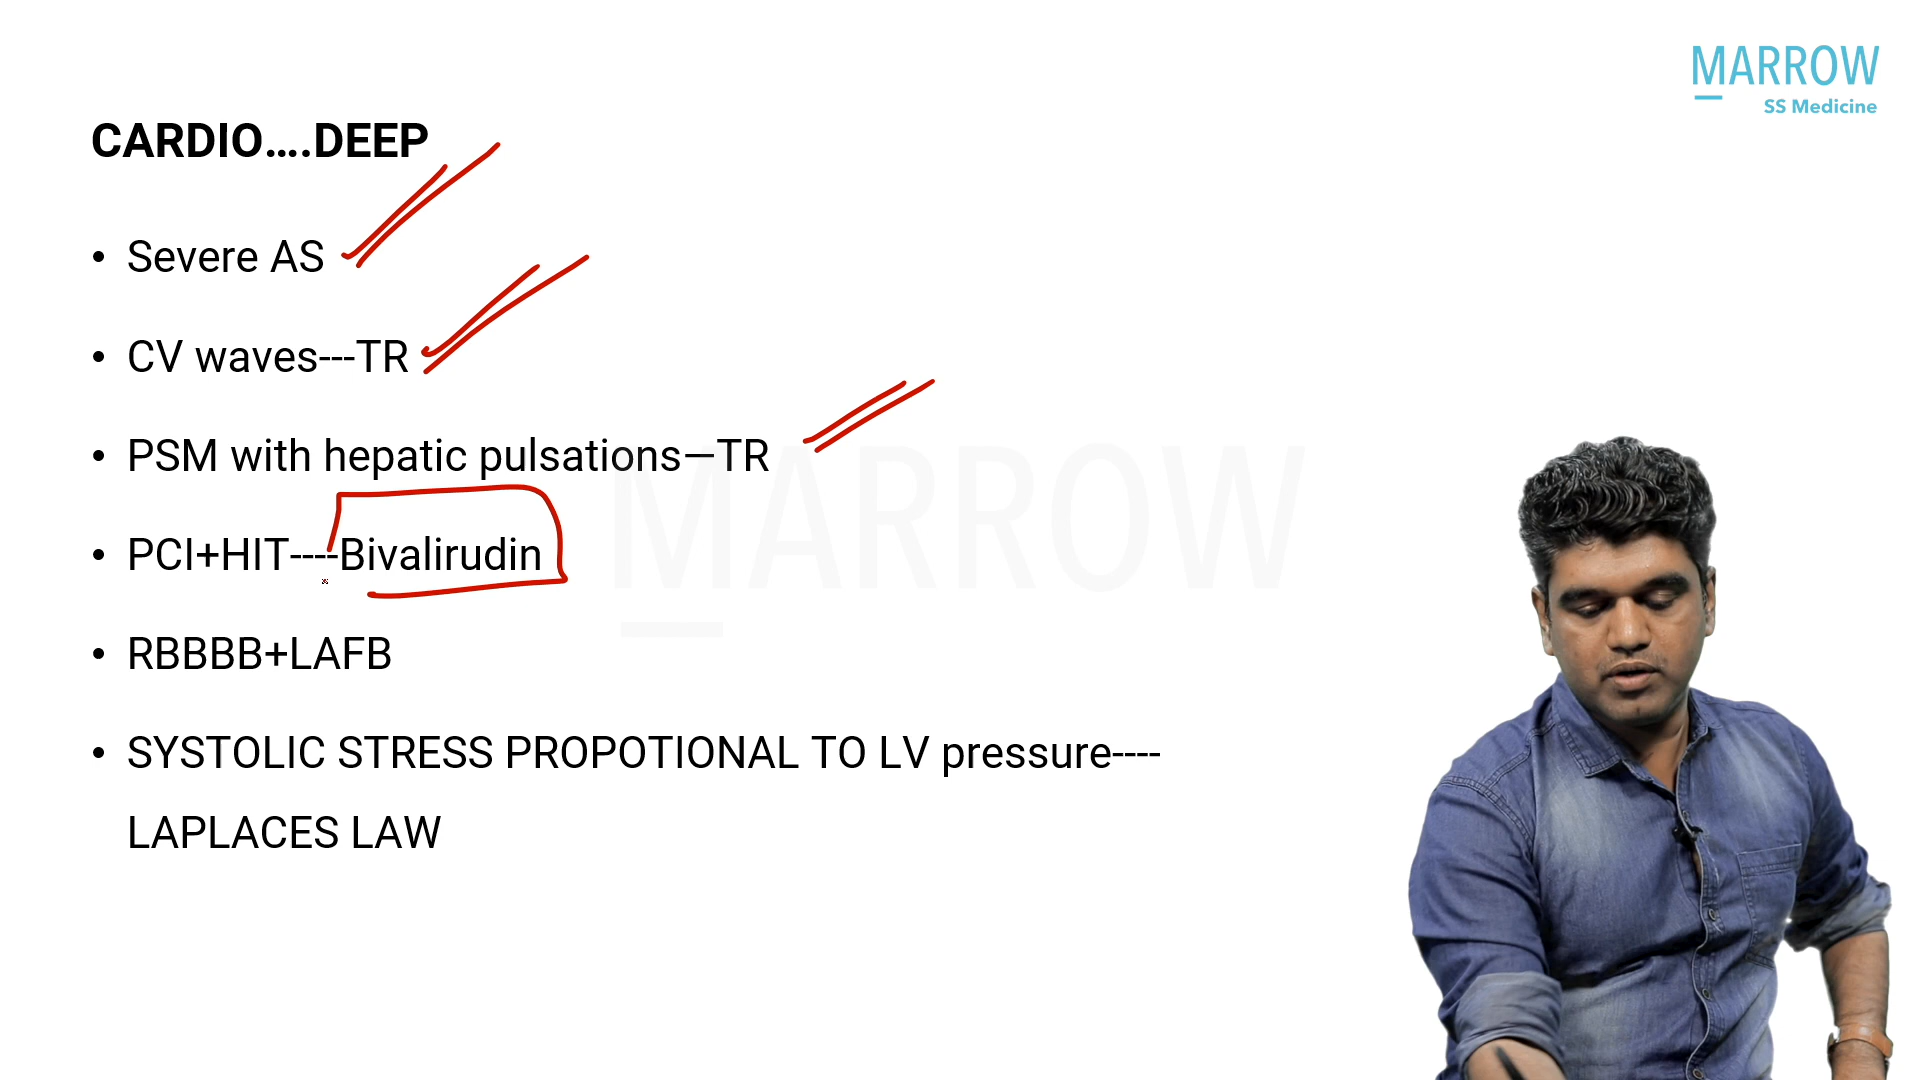 MARROW
SS Medicine
CARDIO....DEEP
• Severe AS
• CV waves---TR
• PSM with hepatic pulsations—TR
• PCI+HIT----Bivalirudin
• RBBBB+LAFB
• SYSTOLIC STRESS PROPOTIONAL TO LV pressure----
LAPLACES LAW
MARROW